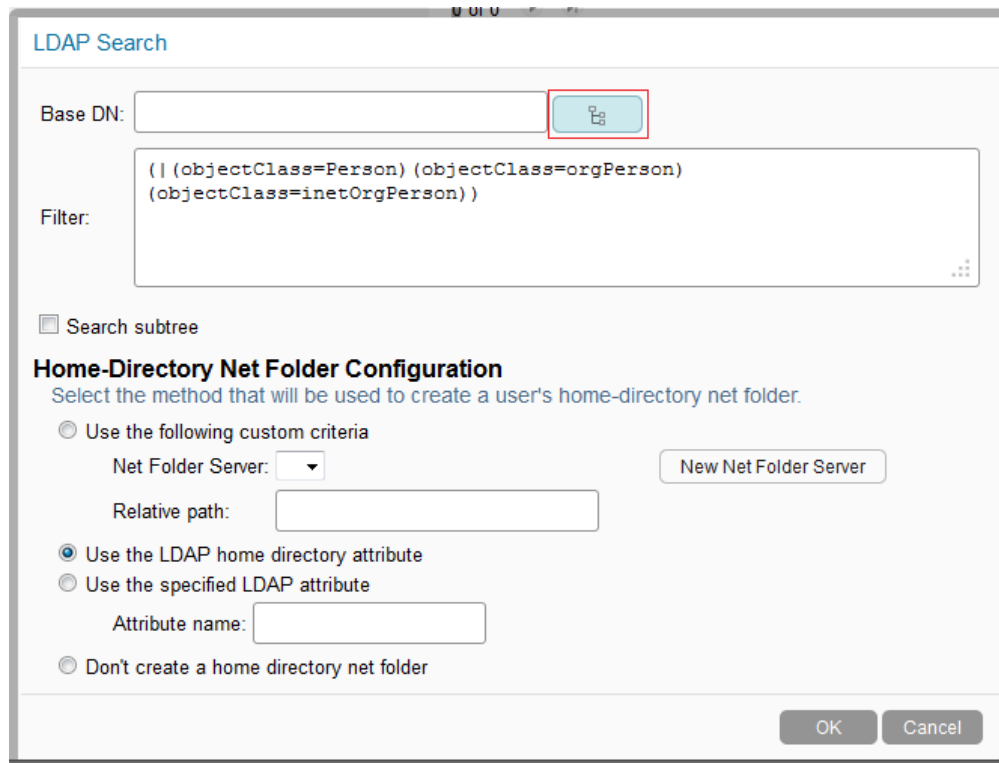 0 of 0
LDAP Search
Base DN:
(|(objectClass=Person)(objectClass=orgPerson)
(objectClass=inetOrgPerson))
Filter:
Search subtree
Home-Directory Net Folder Configuration
Select the method that will be used to create a user's home-directory net folder.
Use the following custom criteria
Net Folder Server:
New Net Folder Server
Relative path:
Use the LDAP home directory attribute
Use the specified LDAP attribute
Attribute name:
Don't create a home directory net folder
OK Cancel